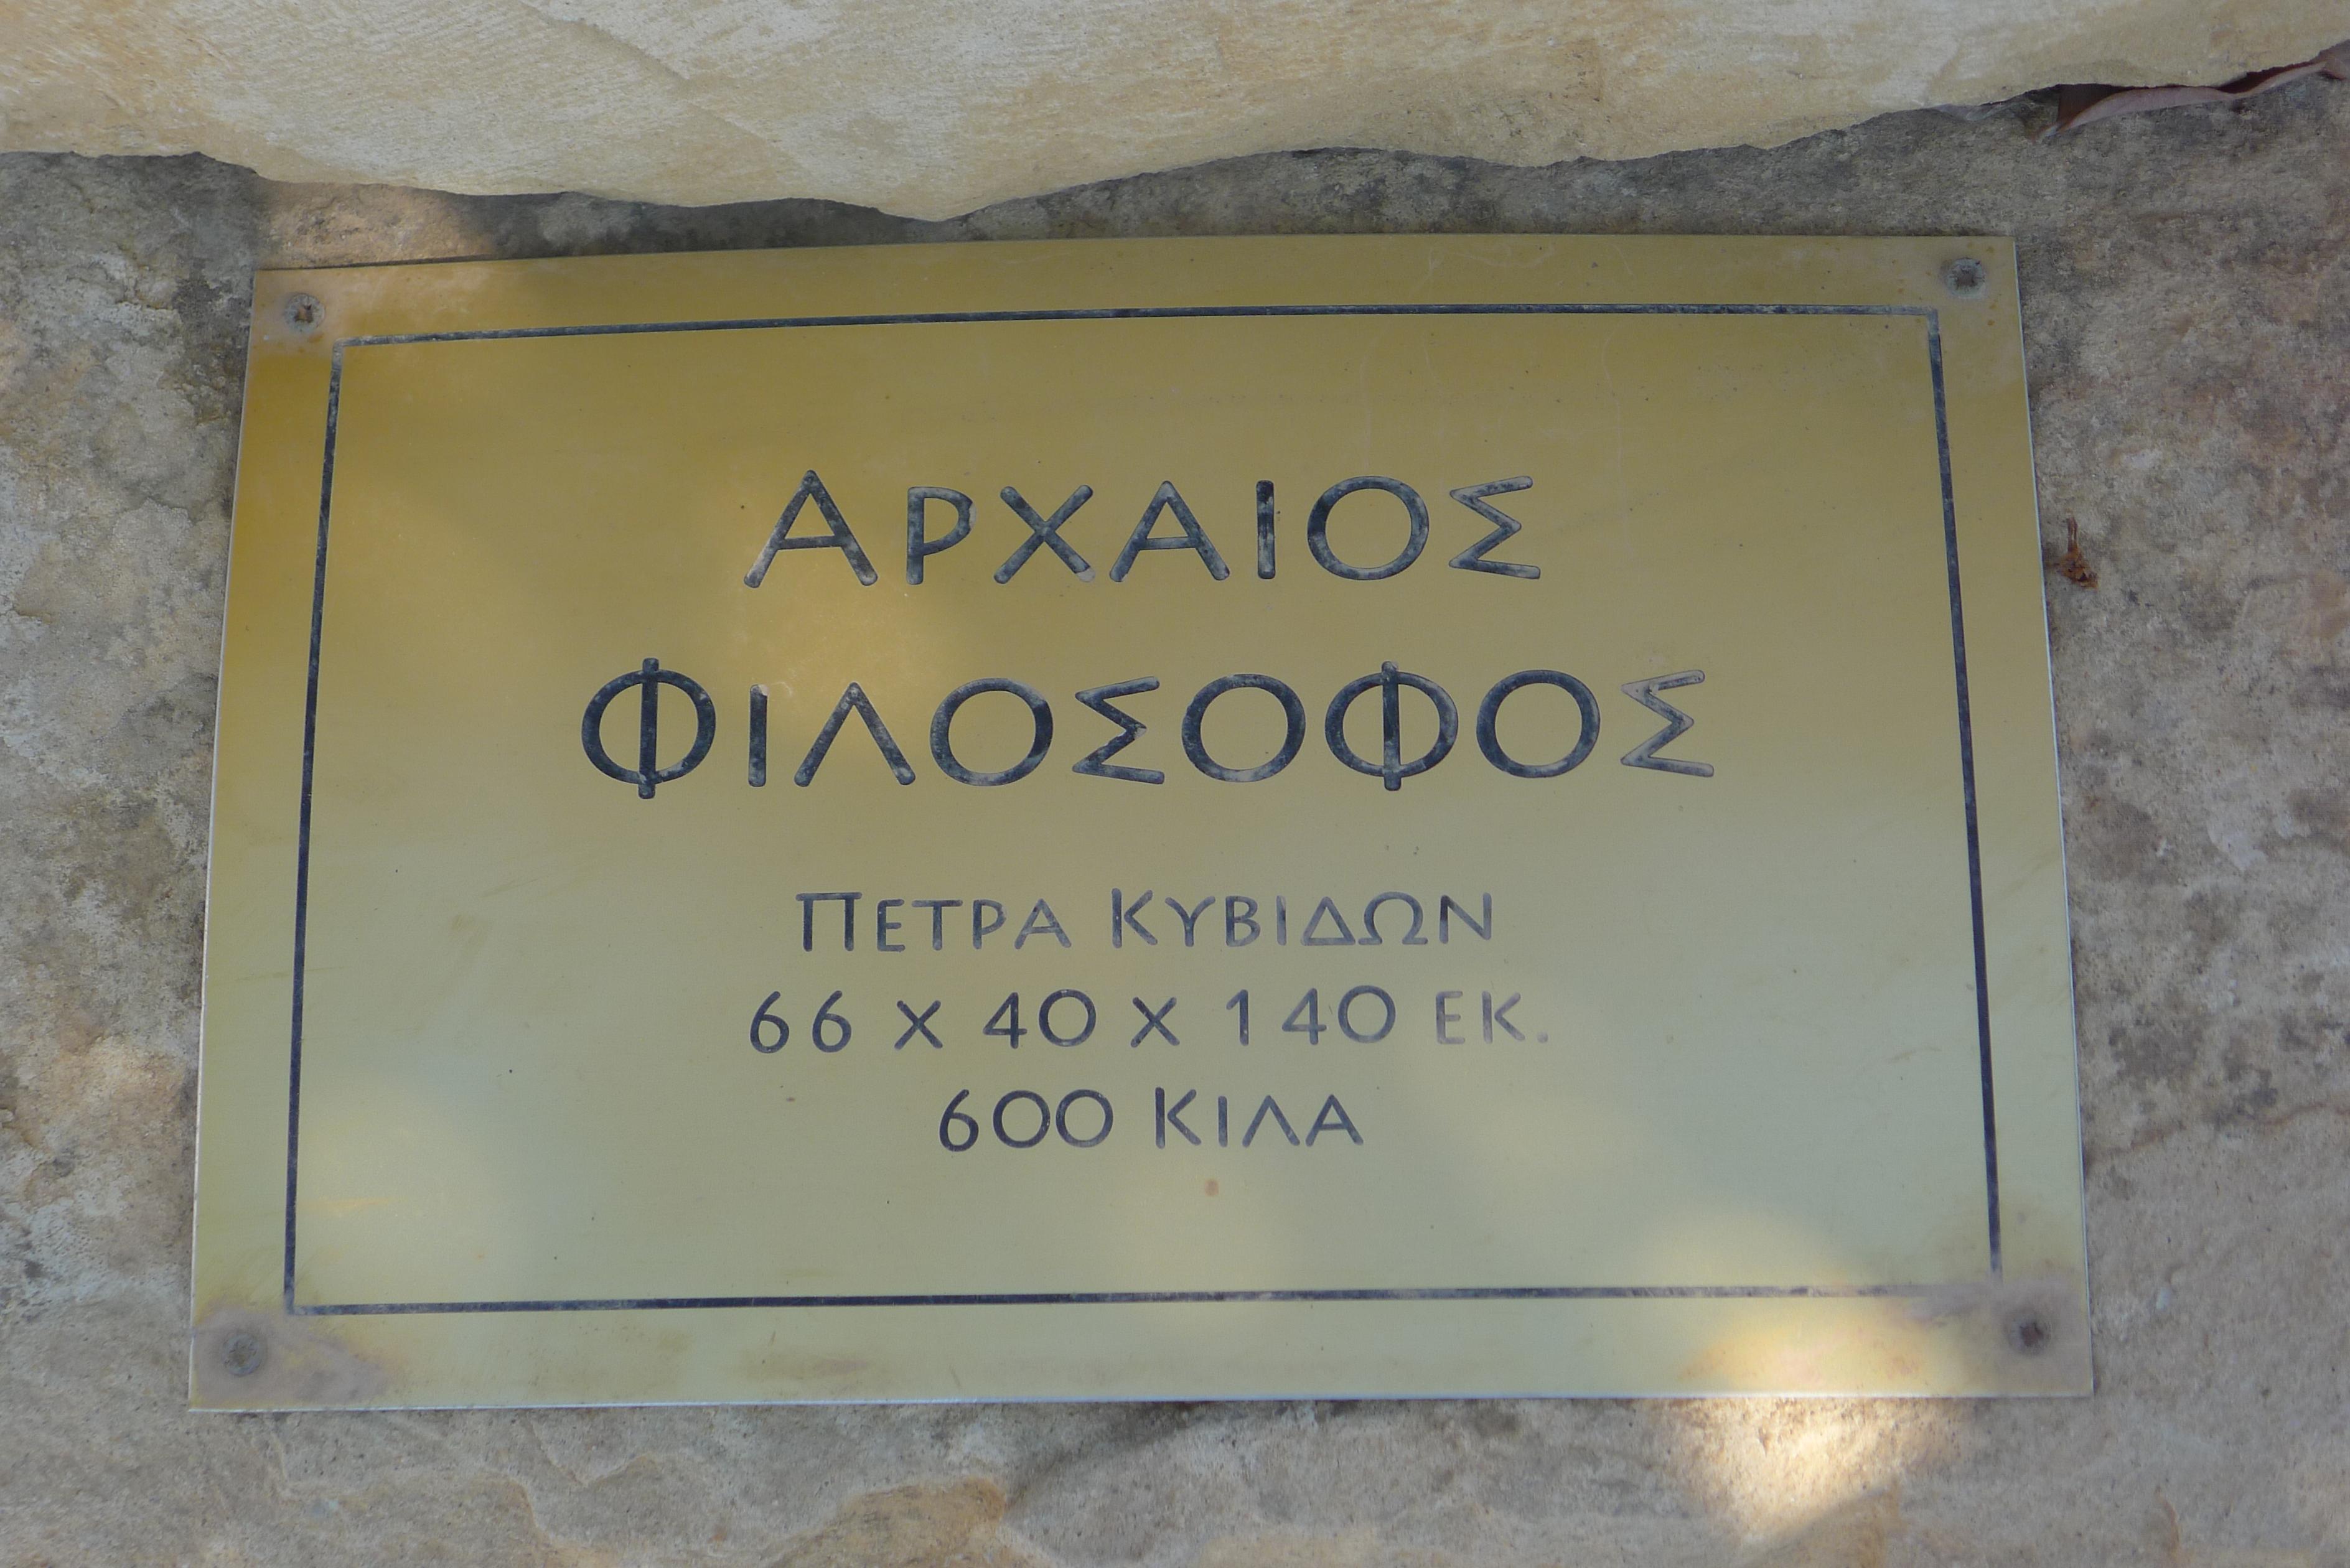 ΑΡΧΑΙΟΣ
ΦΙΛΟΣΟΦΟΣ
ΠΕΤΡΑ ΚΥΒΙΔΩΝ
66 x 40 x 140 ΕΚ.
600 ΚΙΛΑ